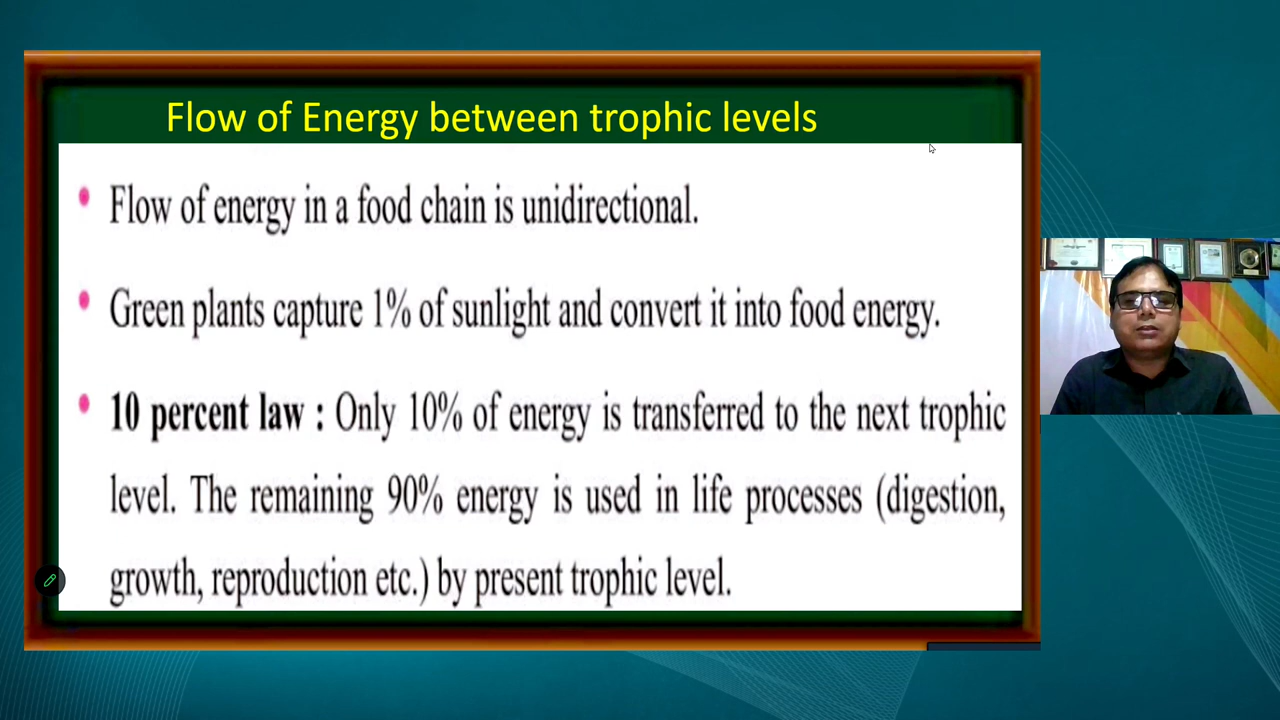 Flow of Energy between trophic levels
• Flow of energy in a food chain is unidirectional.
• Green plants capture 1% of sunlight and convert it into food energy.
• 10 percent law : Only 10% of energy is transferred to the next trophic
level. The remaining 90% energy is used in life processes (digestion,
growth, reproduction etc.) by present trophic level.